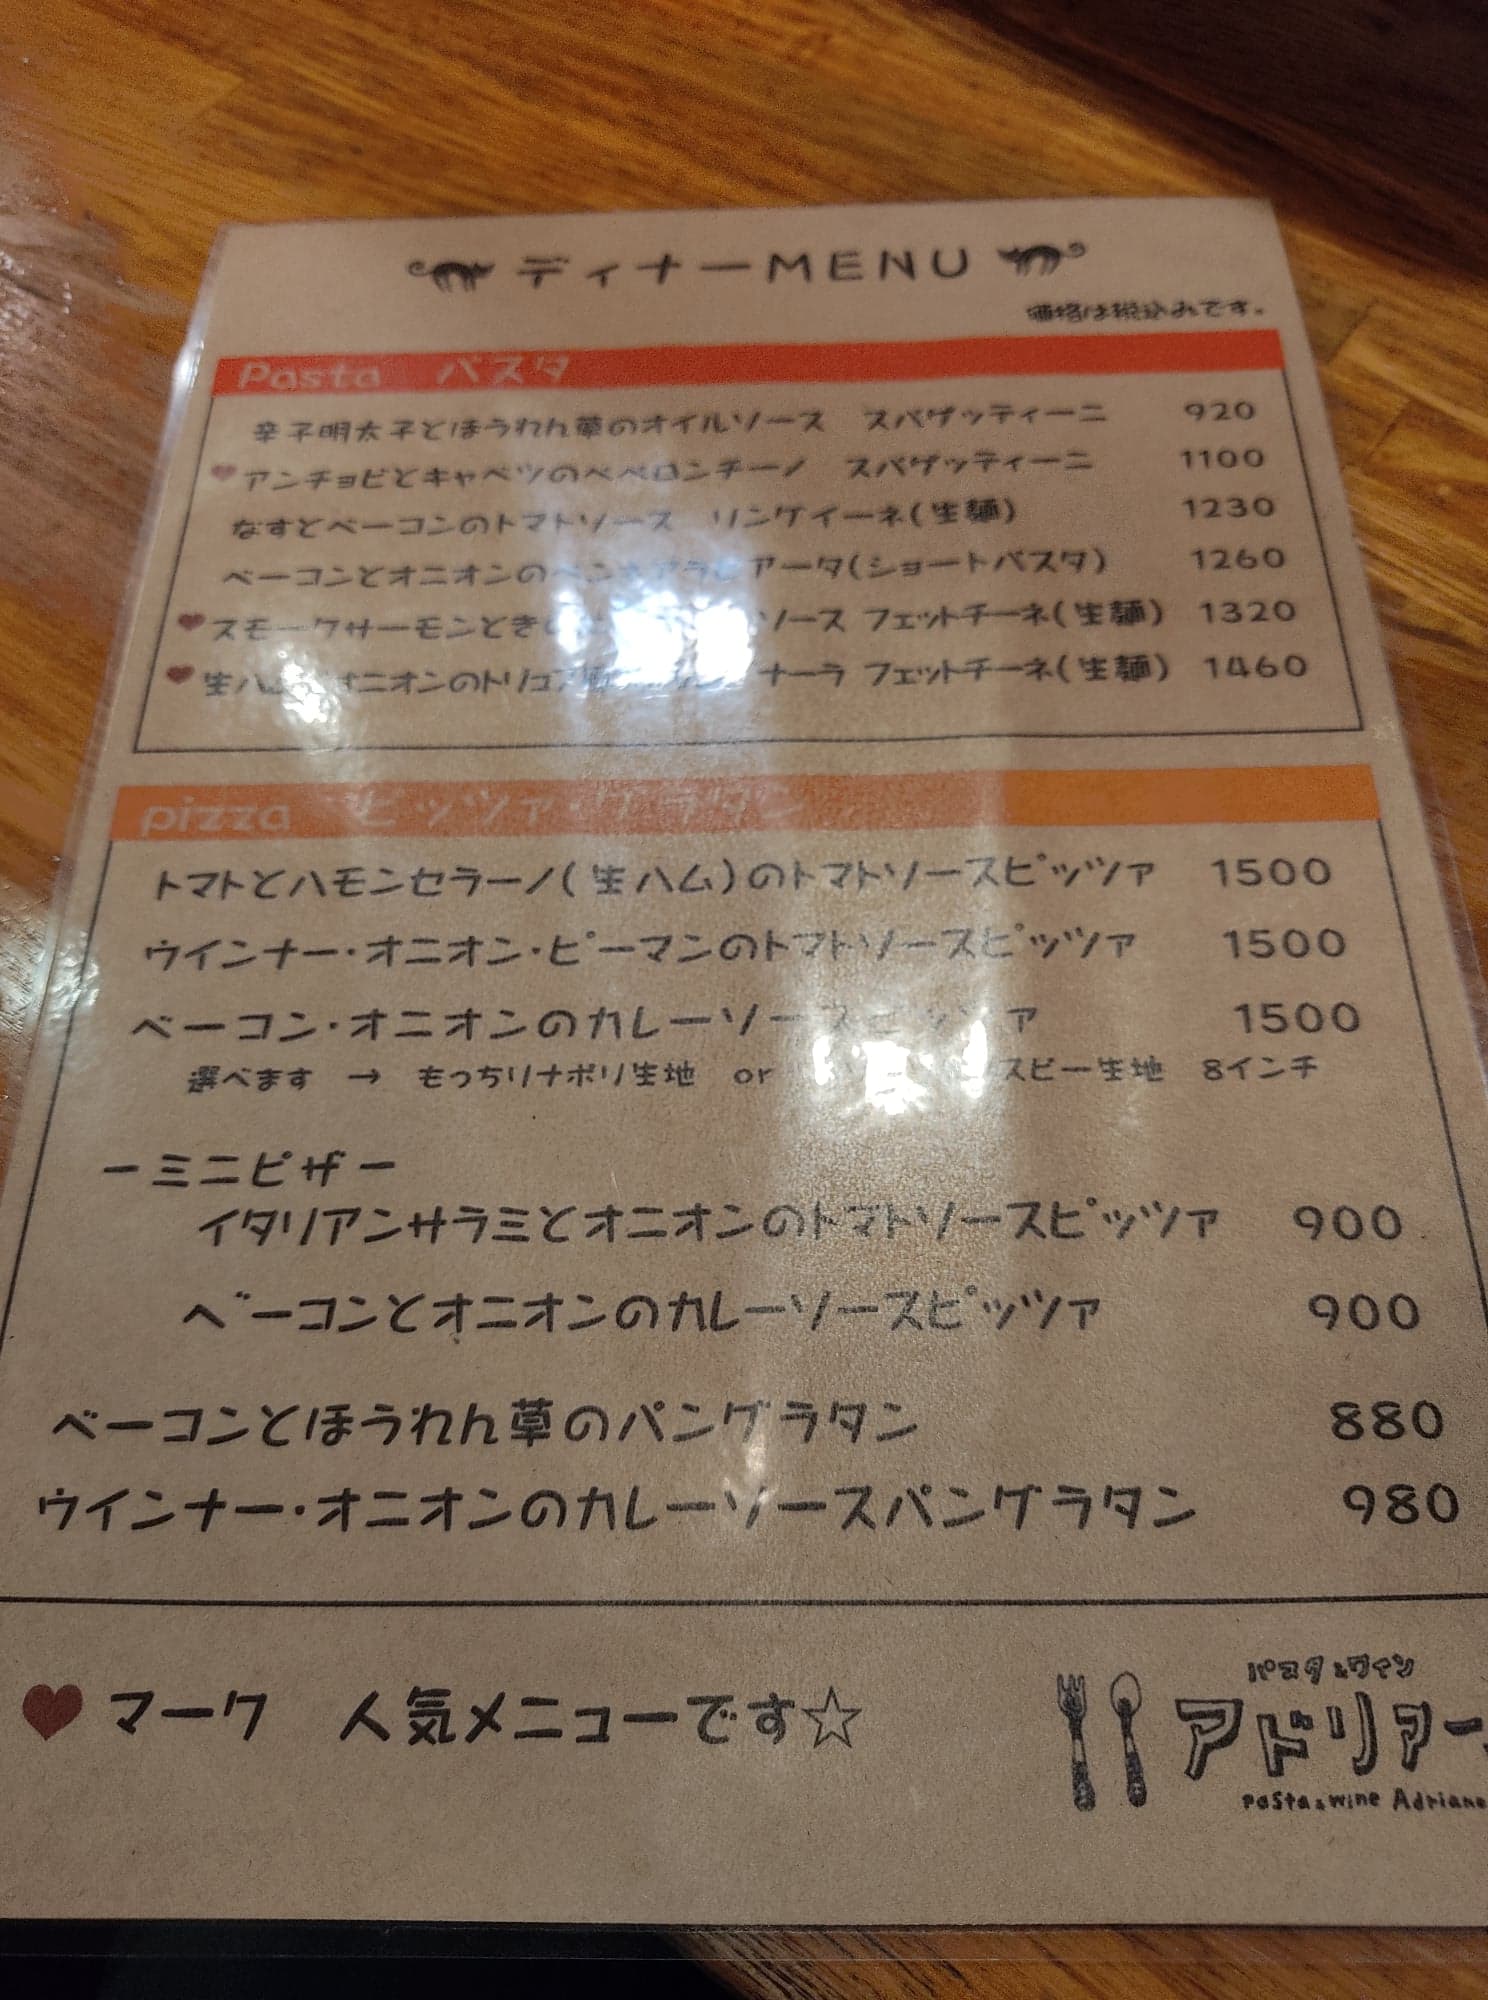 ディナーMENU
価格は税込みです。
Pasta パスタ
辛子明太子とほうれん草のオイルソース スパゲッティーニ 920
♥アンチョビとキャベツのペペロンチーノ スパゲッティーニ 1100
なすとベーコンのトマトソース リングイーネ(生麺) 1230
ベーコンとオニオンの アータ(ショートパスタ) 1260
♥スモークサーモンとき ソース フェットチーネ(生麺) 1320
♥生ハム オニオンのトリュフ ナーラ フェットチーネ(生麺) 1460
pizza ピッツァ・グラタン
トマトとハモンセラーノ(生ハム)のトマトソースピッツァ 1500
ウインナー・オニオン・ピーマンのトマトソースピッツァ 1500
ベーコン・オニオンのカレーソースピッツァ 1500
選べます → もっちりナポリ生地 or スピー生地 8インチ
ーミニピザー
イタリアンサラミとオニオンのトマトソースピッツァ 900
ベーコンとオニオンのカレーソースピッツァ 900
ベーコンとほうれん草のパングラタン 880
ウインナー・オニオンのカレーソースパングラタン 980
♥マーク 人気メニューです☆
パスタ&ワイン
アドリアー
Pasta&wine Adriano